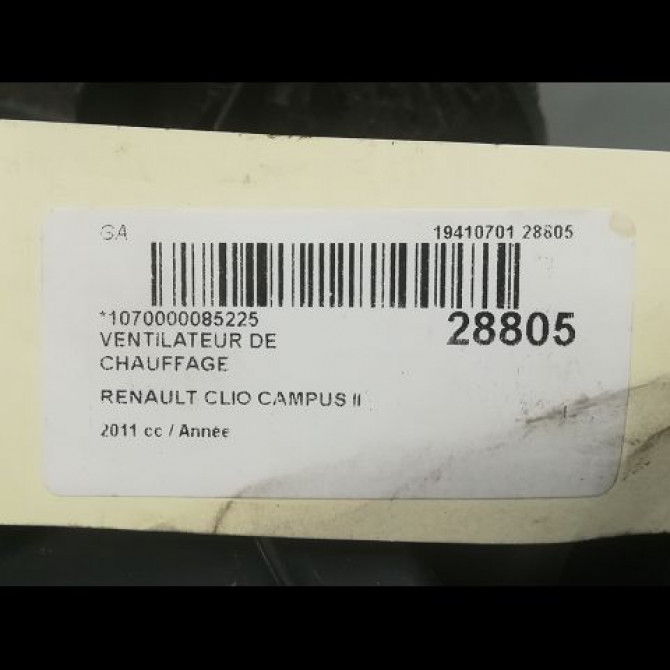 GA
19410701 28805
*1070000085225
28805
VENTILATEUR DE
CHAUFFAGE
RENAULT CLIO CAMPUS II
2011 cc / Année